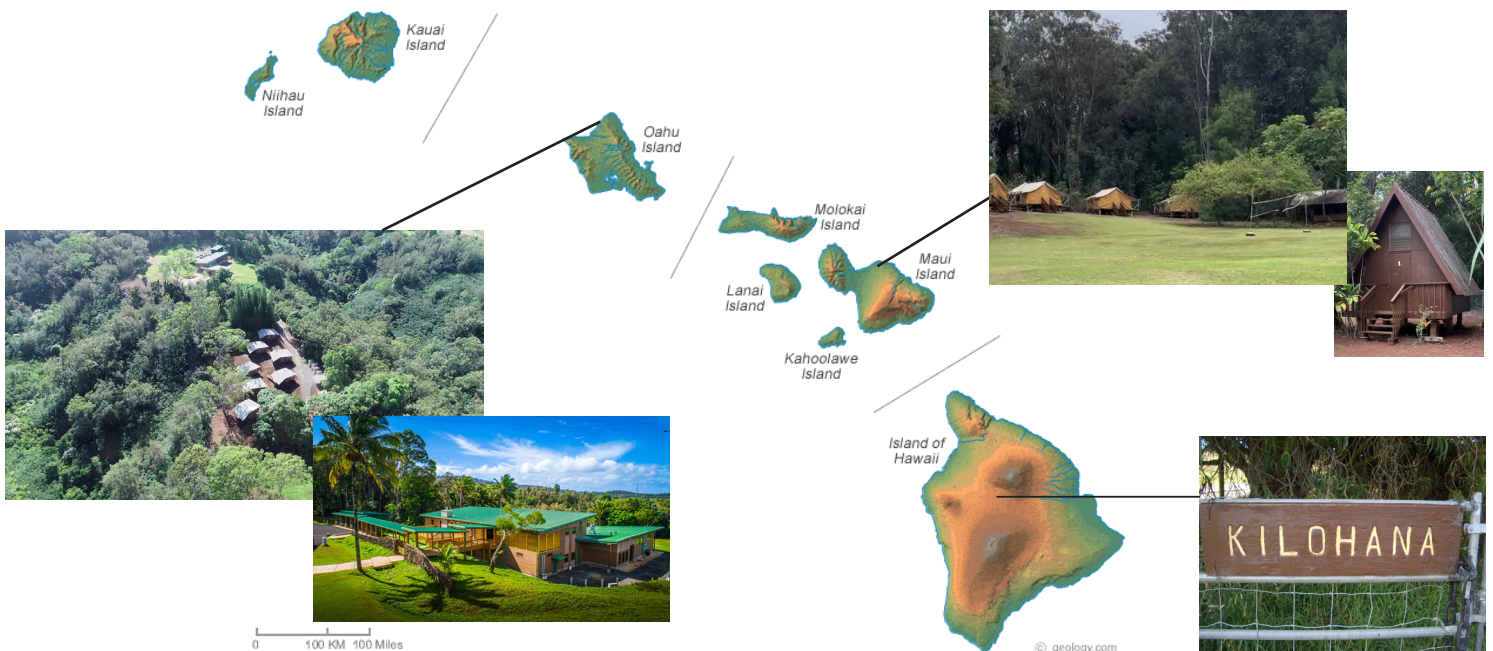 Kauai
Island
Niihau
Island
Oahu
Island
Molokai
Island
Maui
Island
Lanai
Island
Kahoolawe
Island
Island of
Hawaii
KILOHANA
0 100 KM 100 Miles
© geology.com